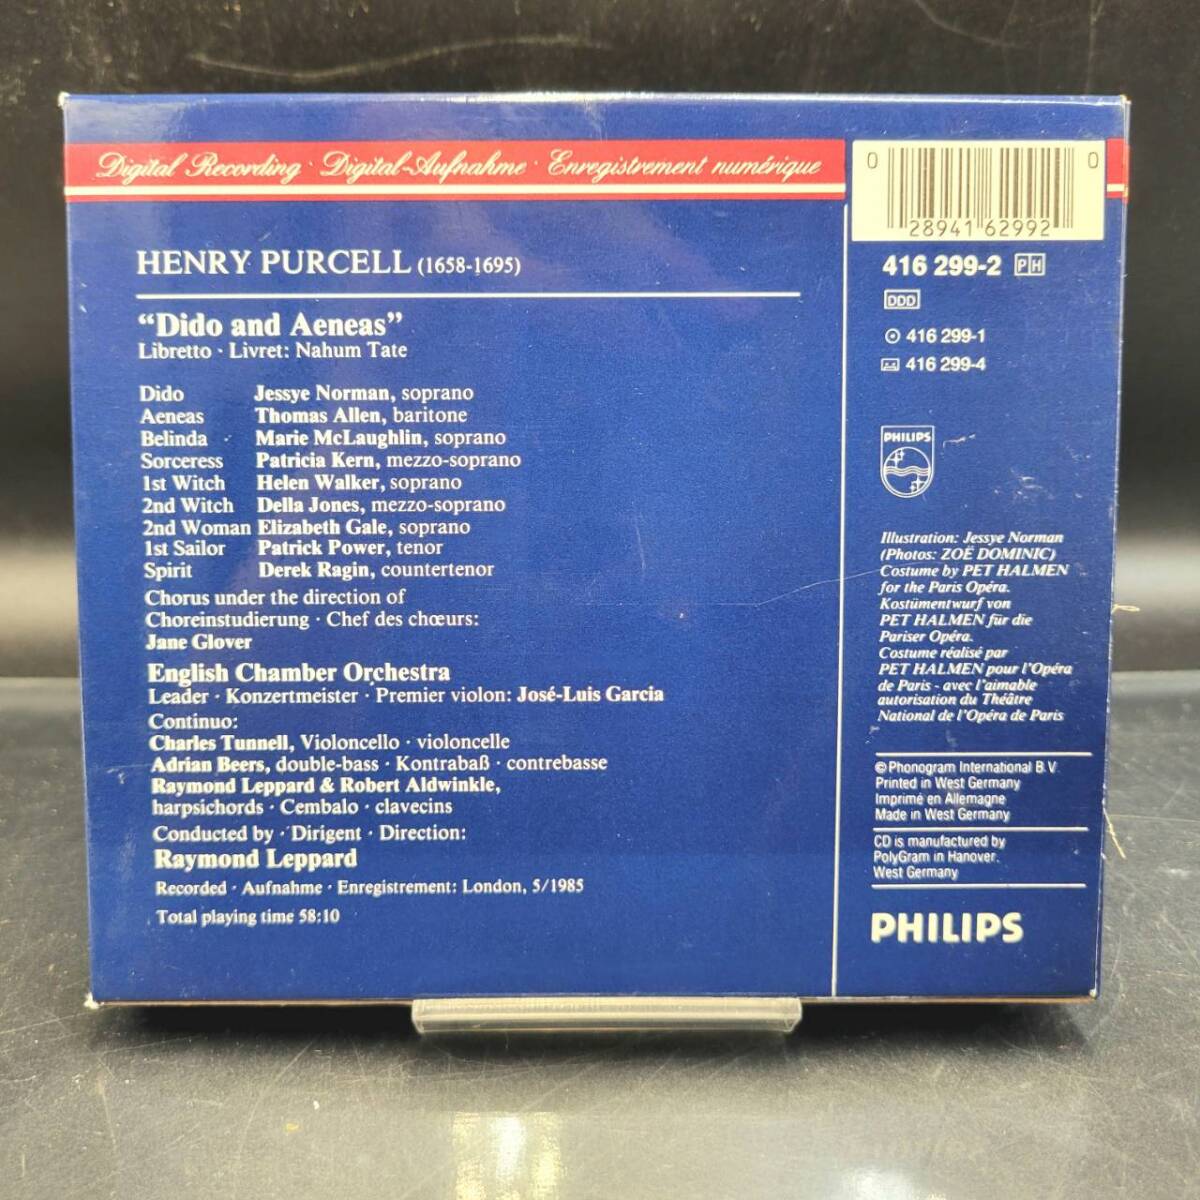 Digital Recording · Digital-Aufnahme · Enregistrement numérique
HENRY PURCELL (1658-1695)
“Dido and Aeneas”
Libretto · Livret: Nahum Tate
Dido Jessye Norman, soprano
Aeneas Thomas Allen, baritone
Belinda Marie McLaughlin, soprano
Sorceress Patricia Kern, mezzo-soprano
1st Witch Helen Walker, soprano
2nd Witch Della Jones, mezzo-soprano
2nd Woman Elizabeth Gale, soprano
1st Sailor Patrick Power, tenor
Spirit Derek Ragin, countertenor
Chorus under the direction of
Choreinstudierung · Chef des chœurs:
Jane Glover
English Chamber Orchestra
Leader · Konzertmeister · Premier violon: José-Luis Garcia
Continuo:
Charles Tunnell, Violoncello · violoncelle
Adrian Beers, double-bass · Kontrabaß · contrebasse
Raymond Leppard & Robert Aldwinkle,
harpsichords · Cembalo · clavecins
Conducted by · Dirigent · Direction:
Raymond Leppard
Recorded · Aufnahme · Enregistrement: London, 5/1985
Total playing time 58:10
0 28941 62992 0
416 299-2 PH
DDD
416 299-1
416 299-4
PHILIPS
Illustration: Jessye Norman
(Photos: ZOË DOMINIC)
Costume by PET HALMEN
for the Paris Opéra.
Kostümentwurf von
PET HALMEN für die
Pariser Opéra.
Costume réalisé par
PET HALMEN pour l'Opéra
de Paris - avec l'aimable
autorisation du Théâtre
National de l'Opéra de Paris
© Phonogram International B.V.
Printed in West Germany
Imprimé en Allemagne
Made in West Germany
CD is manufactured by
PolyGram in Hanover.
West Germany
PHILIPS